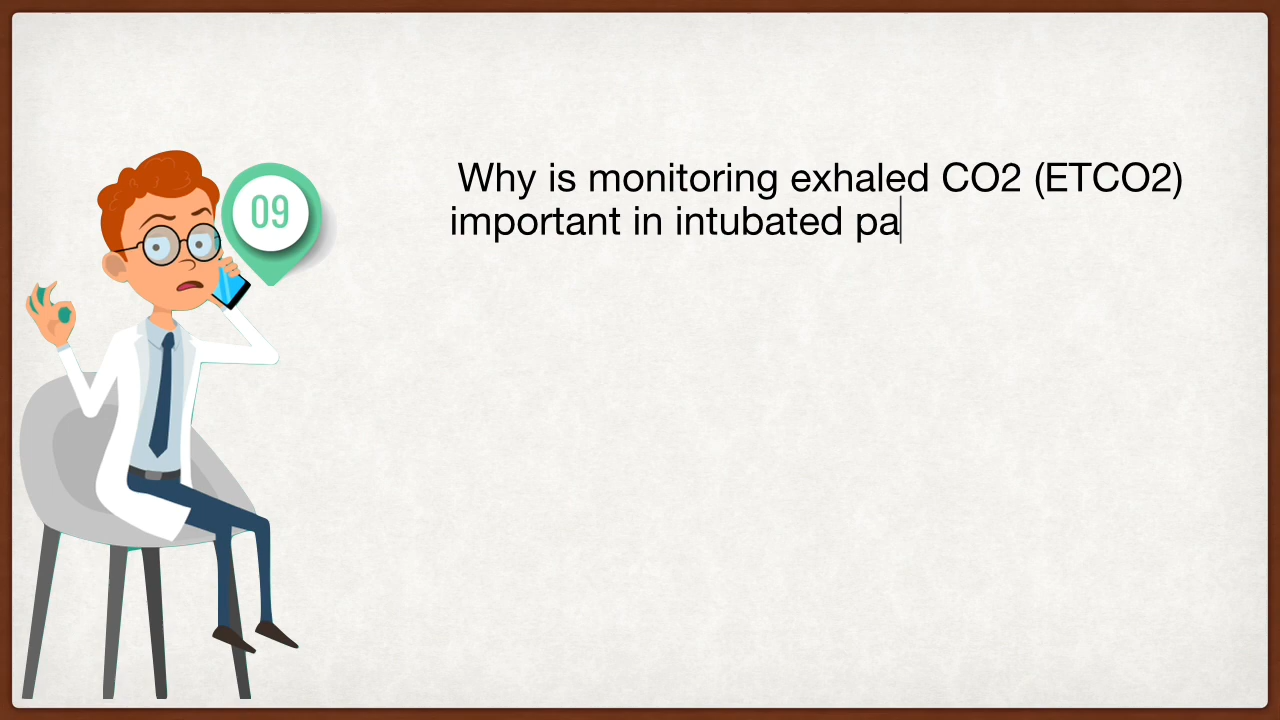 09
Why is monitoring exhaled CO2 (ETCO2)
important in intubated pa